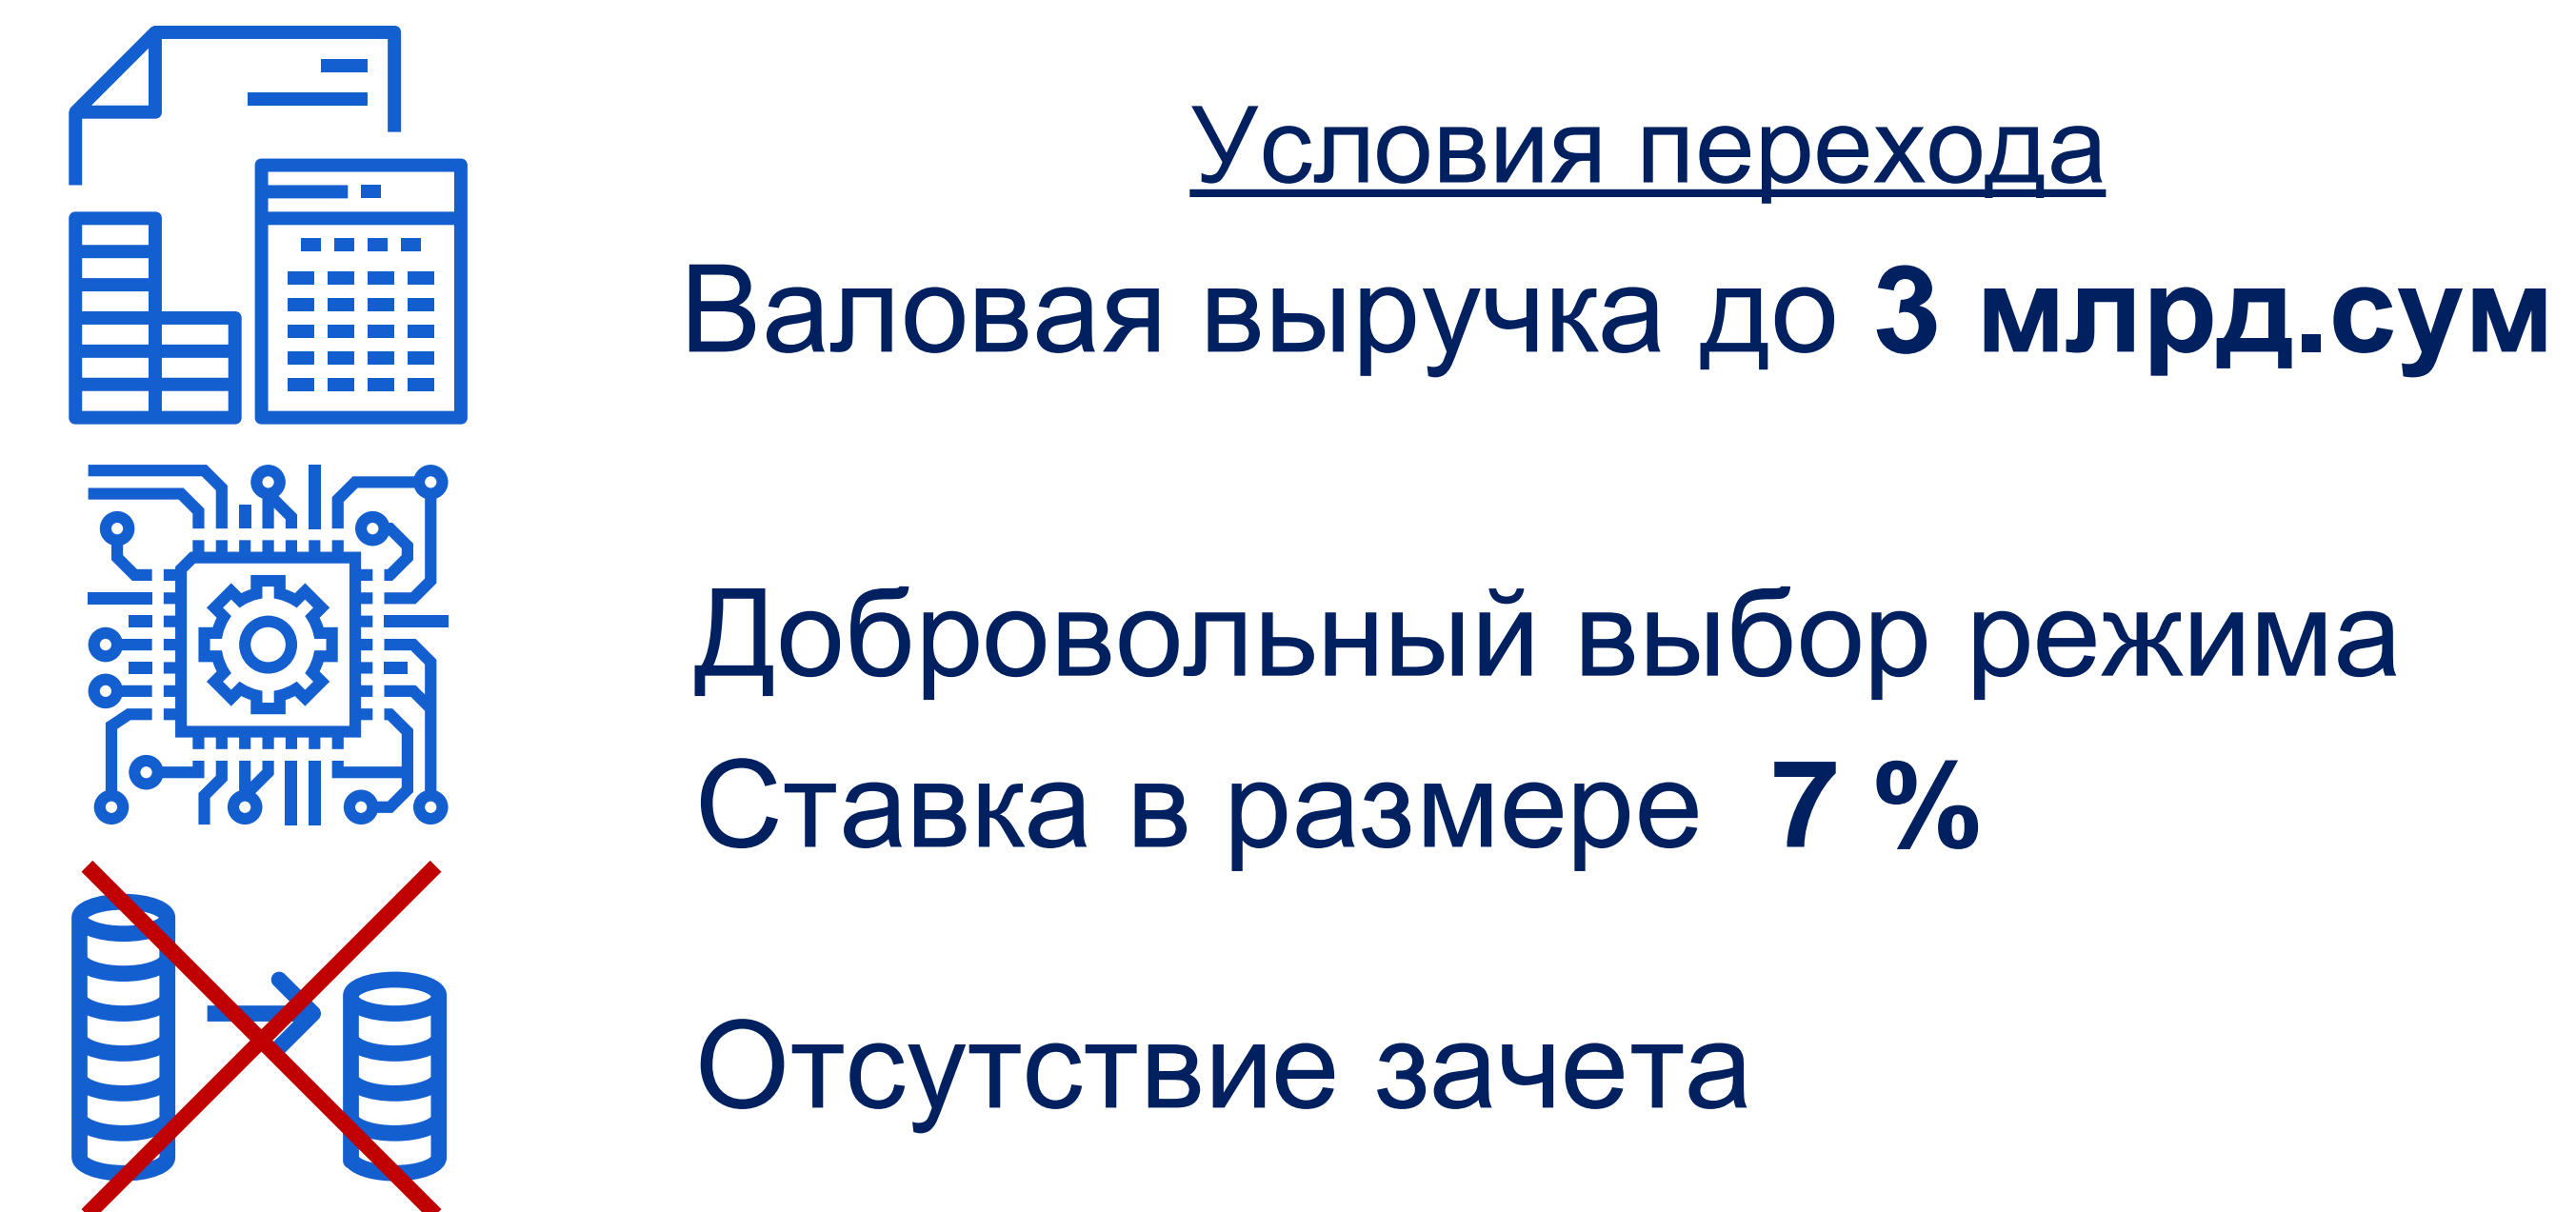 Условия перехода
Валовая выручка до 3 млрд.сум
Добровольный выбор режима
Ставка в размере 7 %
Отсутствие зачета